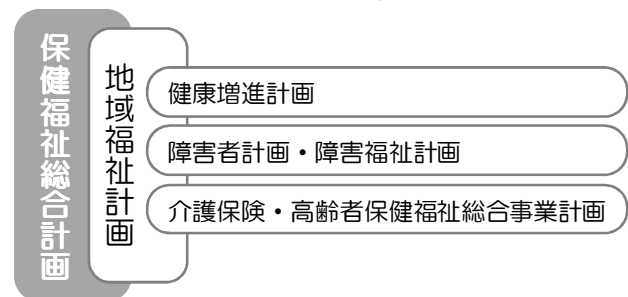 保健福祉総合計画
地域福祉計画
健康増進計画
障害者計画・障害福祉計画
介護保険・高齢者保健福祉総合事業計画